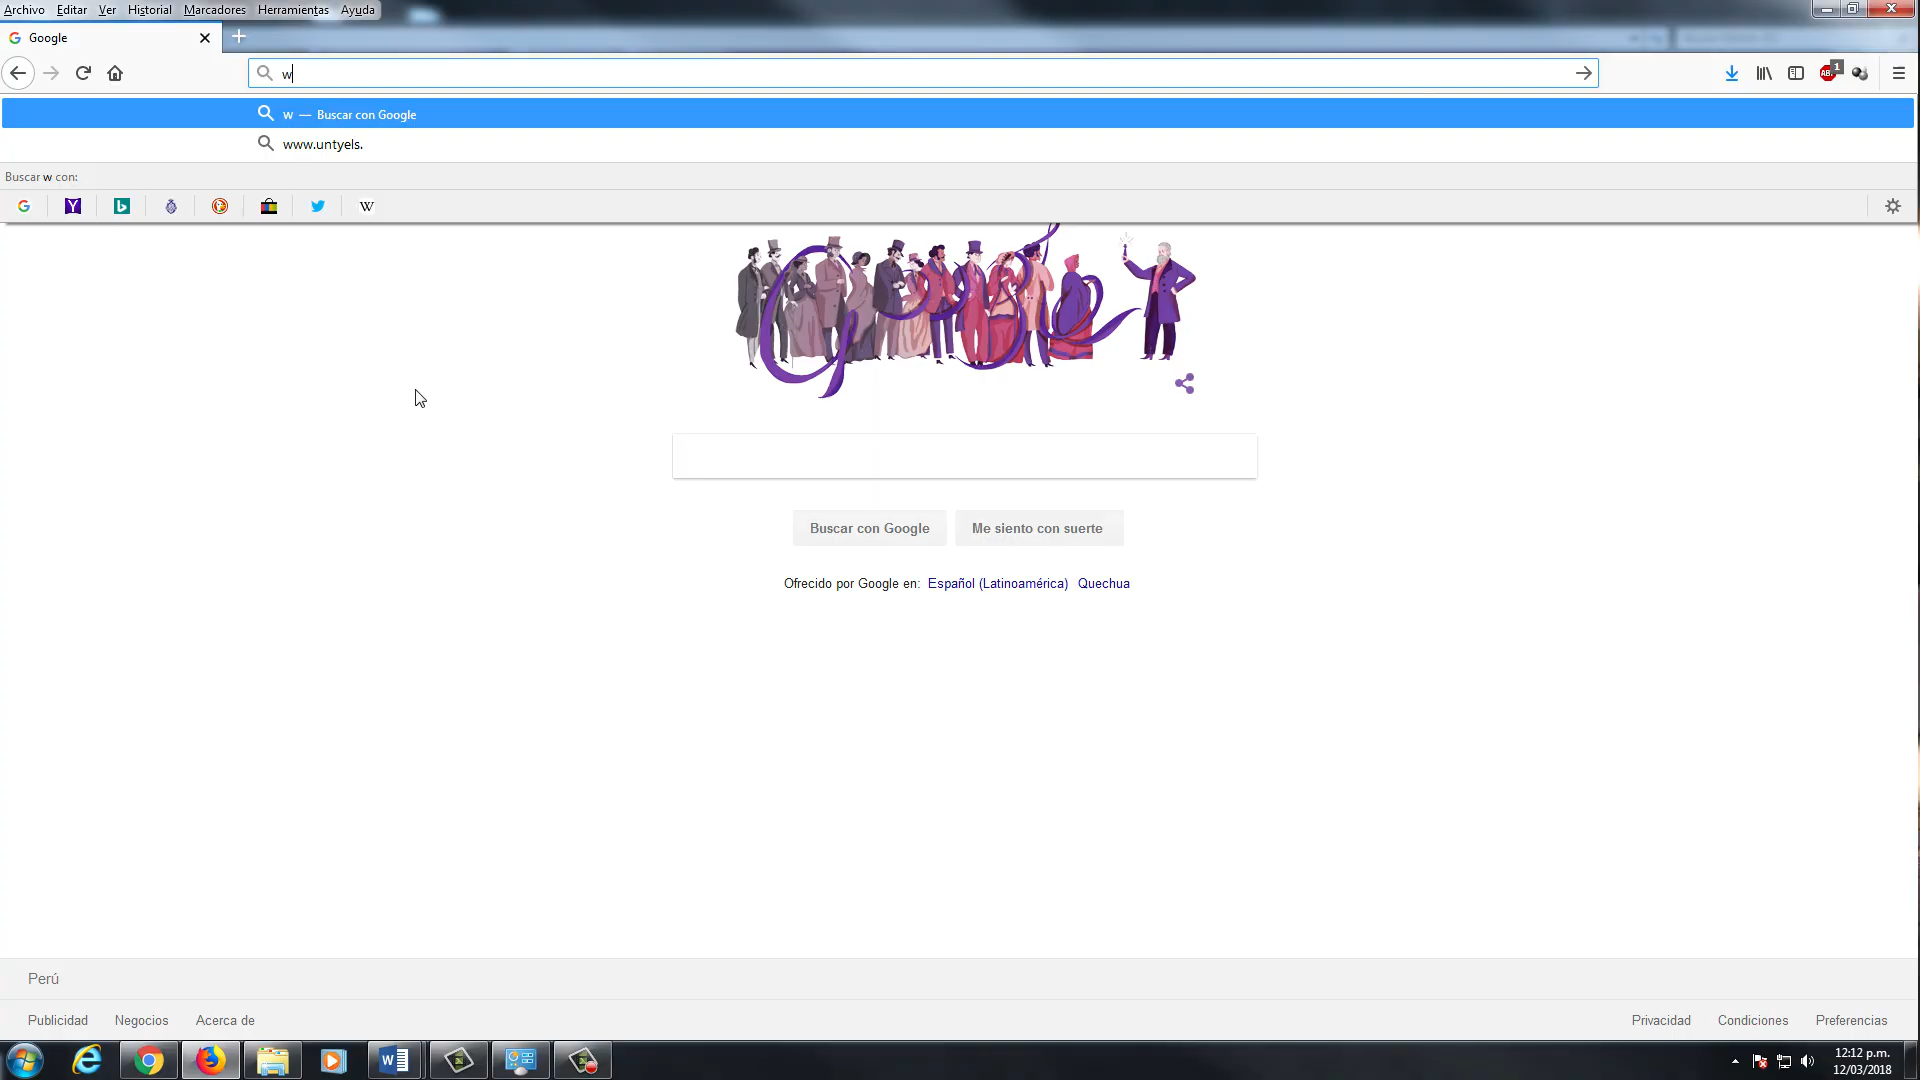 Archivo Editar Ver Historial Marcadores Herramientas Ayuda
Google
w
w — Buscar con Google
www.untyels.
Buscar w con:
Buscar con Google Me siento con suerte
Ofrecido por Google en: Español (Latinoamérica) Quechua
Perú
Publicidad Negocios Acerca de Privacidad Condiciones Preferencias
12:12 p.m.
12/03/2018